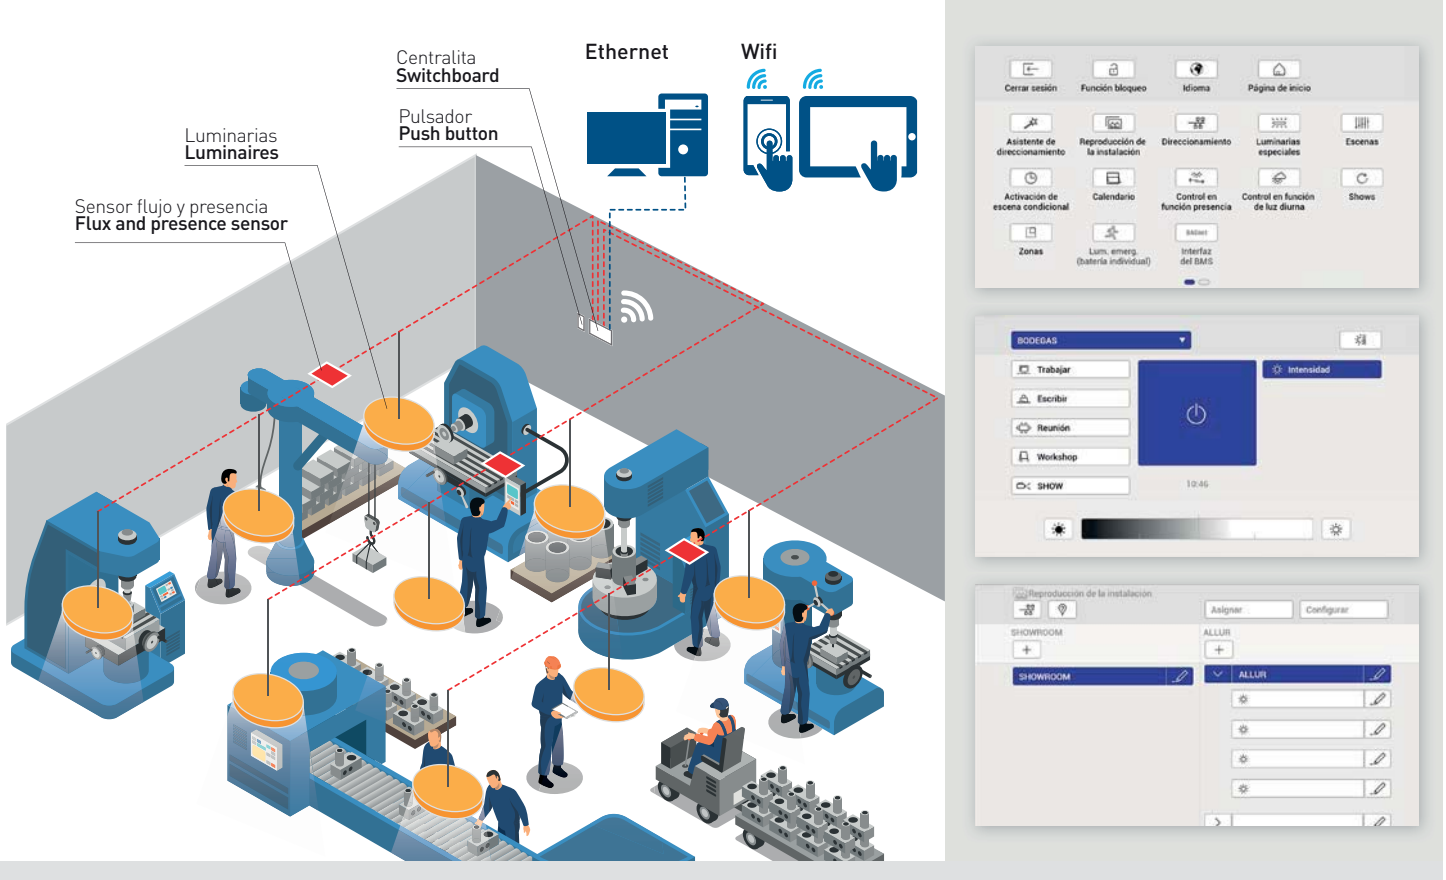 Ethernet
Wifi
Centralita
Switchboard
Pulsador
Push button
Luminarias
Luminaires
Sensor flujo y presencia
Flux and presence sensor
Cerrar sesión
Función bloqueo
Idioma
Página de inicio
Asistente de
direccionamiento
Reproducción de
la instalación
Direccionamiento
Luminarias
especiales
Escenas
Activación de
escena condicional
Calendario
Control en
función presencia
Control en función
de luz diurna
Shows
Zonas
Lum. emerg.
(batería individual)
BACnet
Interfaz
del BMS
BODEGAS
Trabajar
Intensidad
Escribir
Reunión
Workshop
SHOW
10:46
Reproducción de la instalación
Asignar
Configurar
SHOWROOM
ALLUR
SHOWROOM
ALLUR